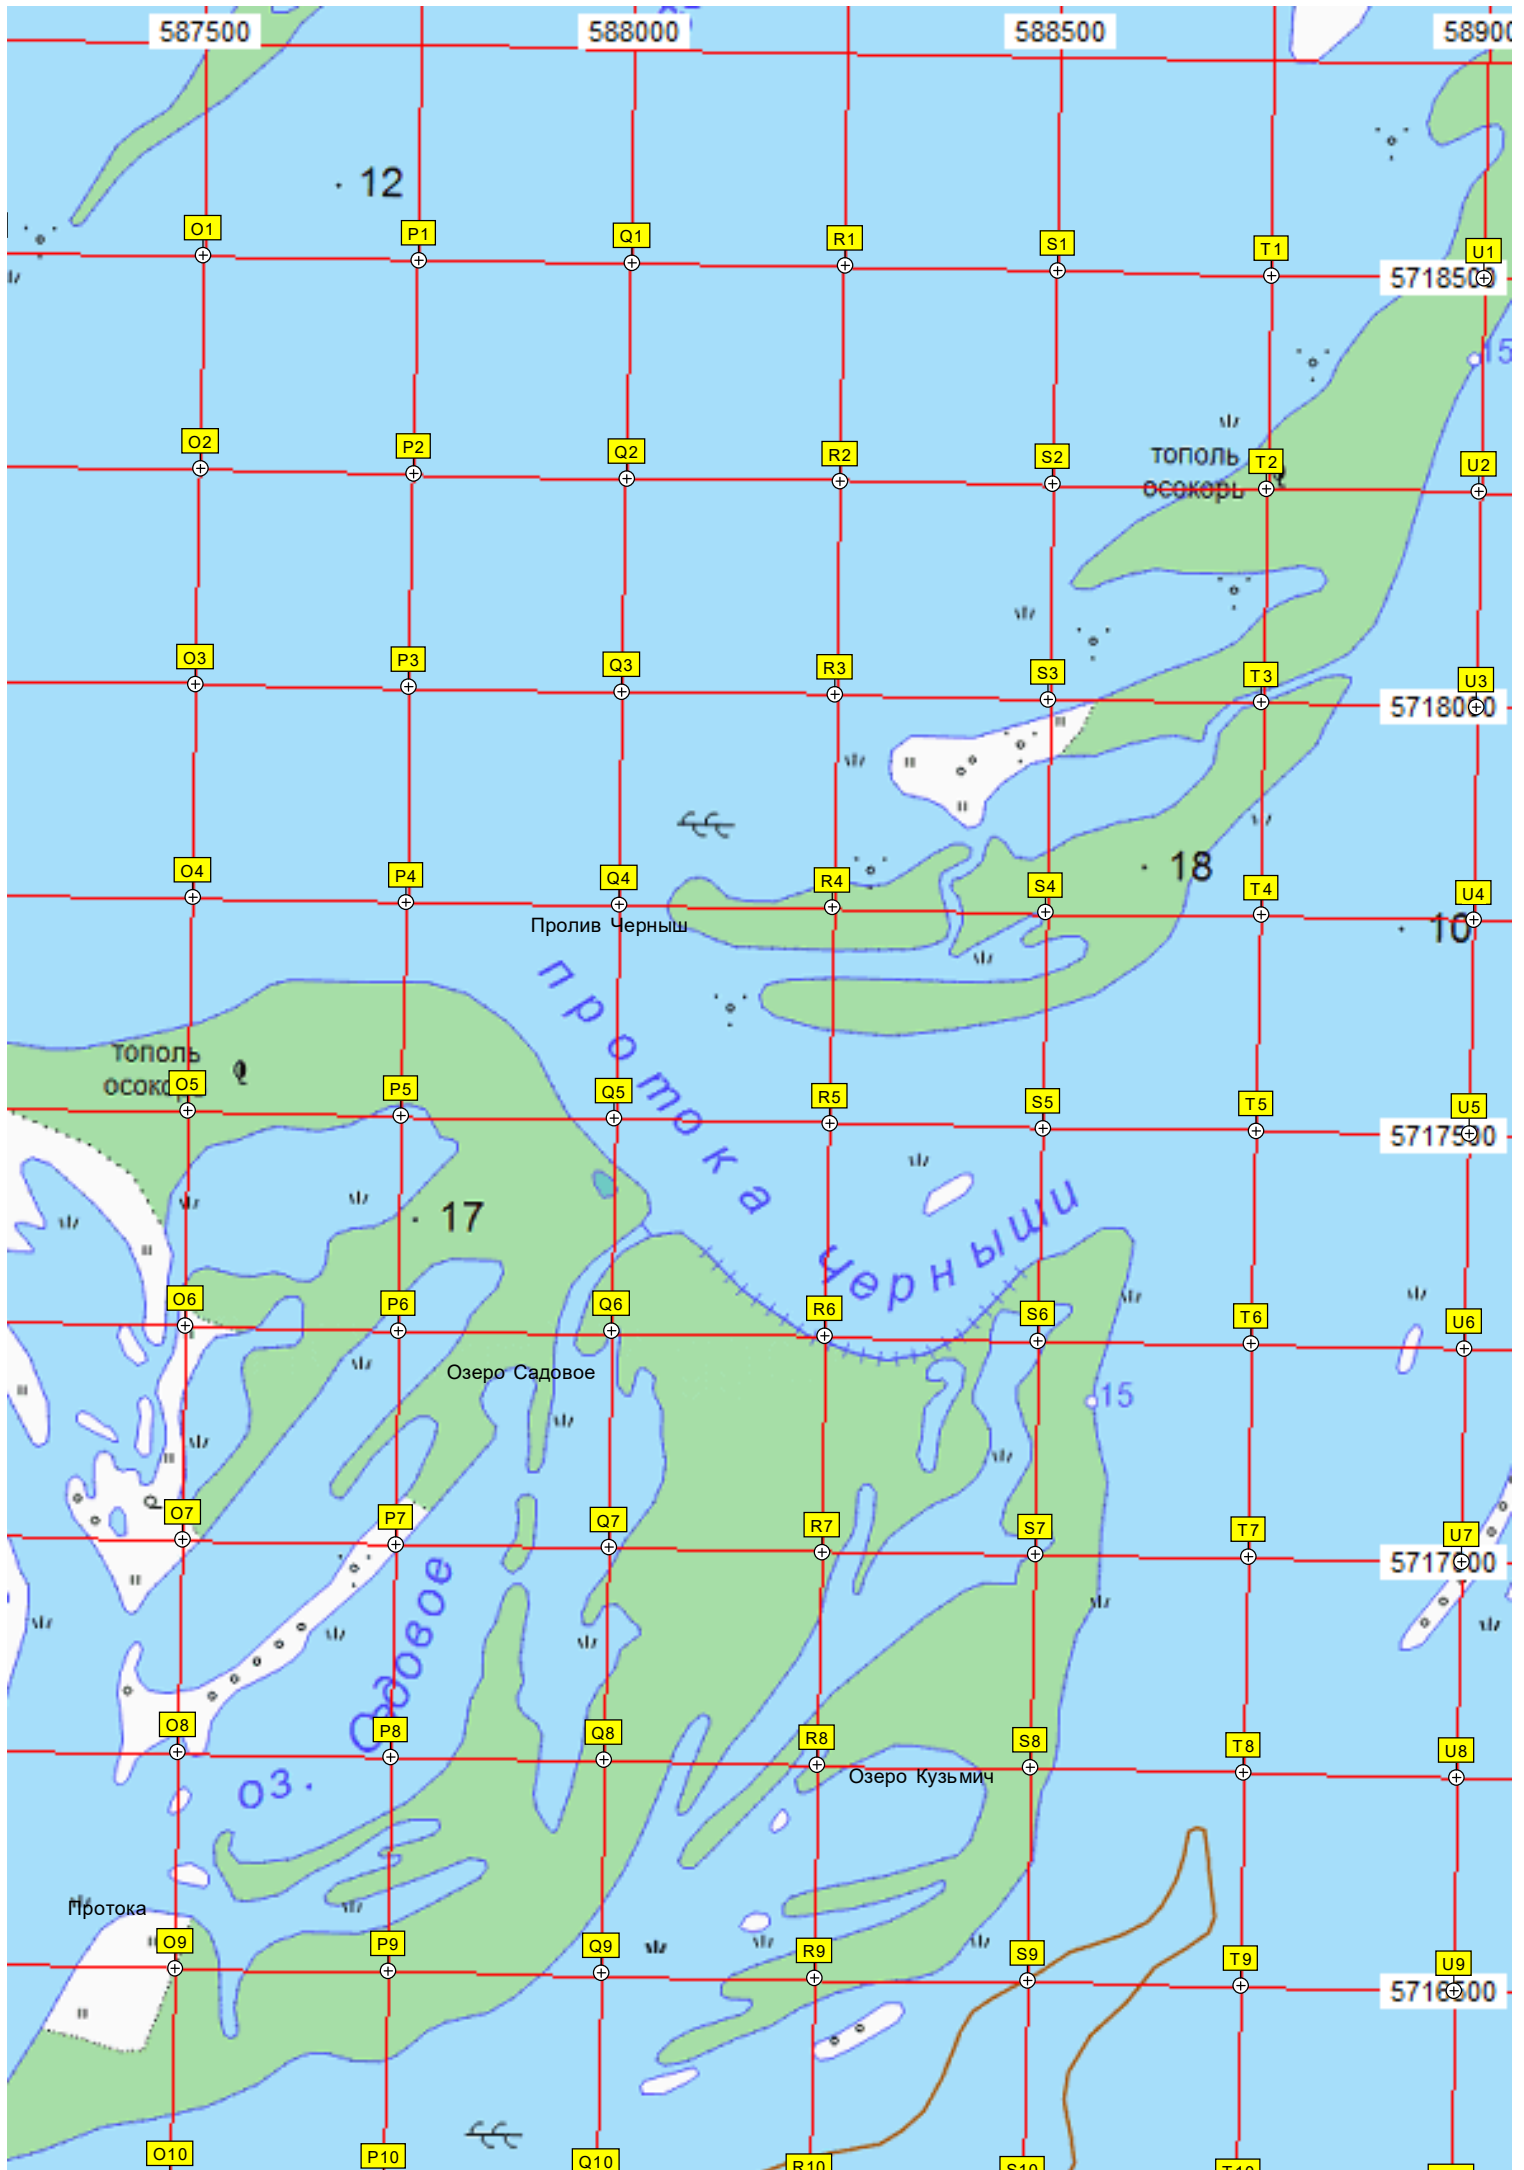 587500 588000 588500 58900
12
O1 P1 Q1 R1 S1 T1 U1
5718500
15
O2 P2 Q2 R2 S2 T2 U2
тополь
осокорь
O3 P3 Q3 R3 S3 T3 U3
5718000
18
O4 P4 Q4 R4 S4 T4 U4
Пролив Черныш
10
протока
Черныши
тополь
O5 P5 Q5 R5 S5 T5 U5
5717500
17
O6 P6 Q6 R6 S6 T6 U6
Озеро Садовое
15
O7 P7 Q7 R7 S7 T7 U7
5717000
оз. Садовое
O8 P8 Q8 R8 S8 T8 U8
Озеро Кузьмич
Протока
O9 P9 Q9 R9 S9 T9 U9
5716500
O10 P10 Q10 R10 S10 T10